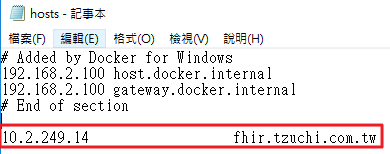 hosts - 記事本
檔案(F) 編輯(E) 格式(O) 檢視(V) 說明(H)
# Added by Docker for Windows
192.168.2.100 host.docker.internal
192.168.2.100 gateway.docker.internal
# End of section
10.2.249.14 fhir.tzuchi.com.tw